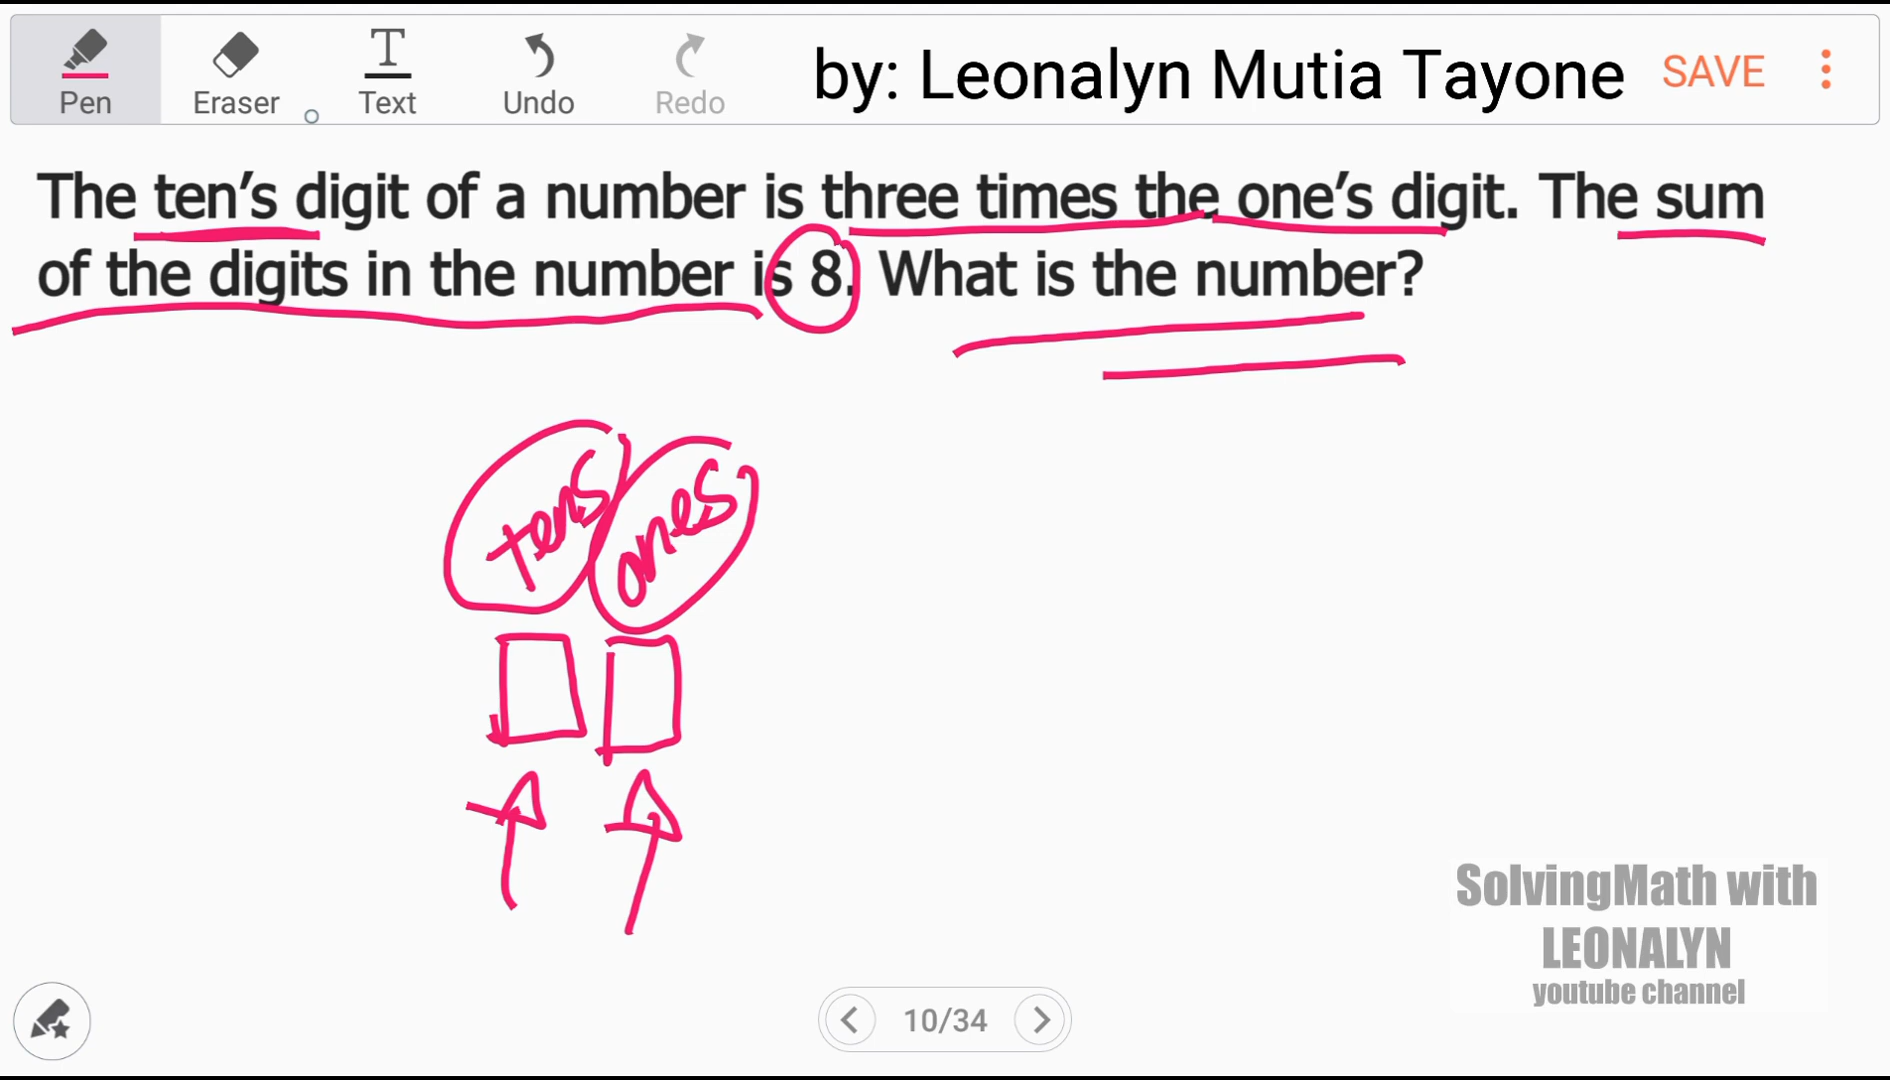 Pen Eraser Text Undo Redo by: Leonalyn Mutia Tayone SAVE
The ten's digit of a number is three times the one's digit. The sum
of the digits in the number is 8. What is the number?
tens ones
SolvingMath with
LEONALYN
youtube channel
10/34